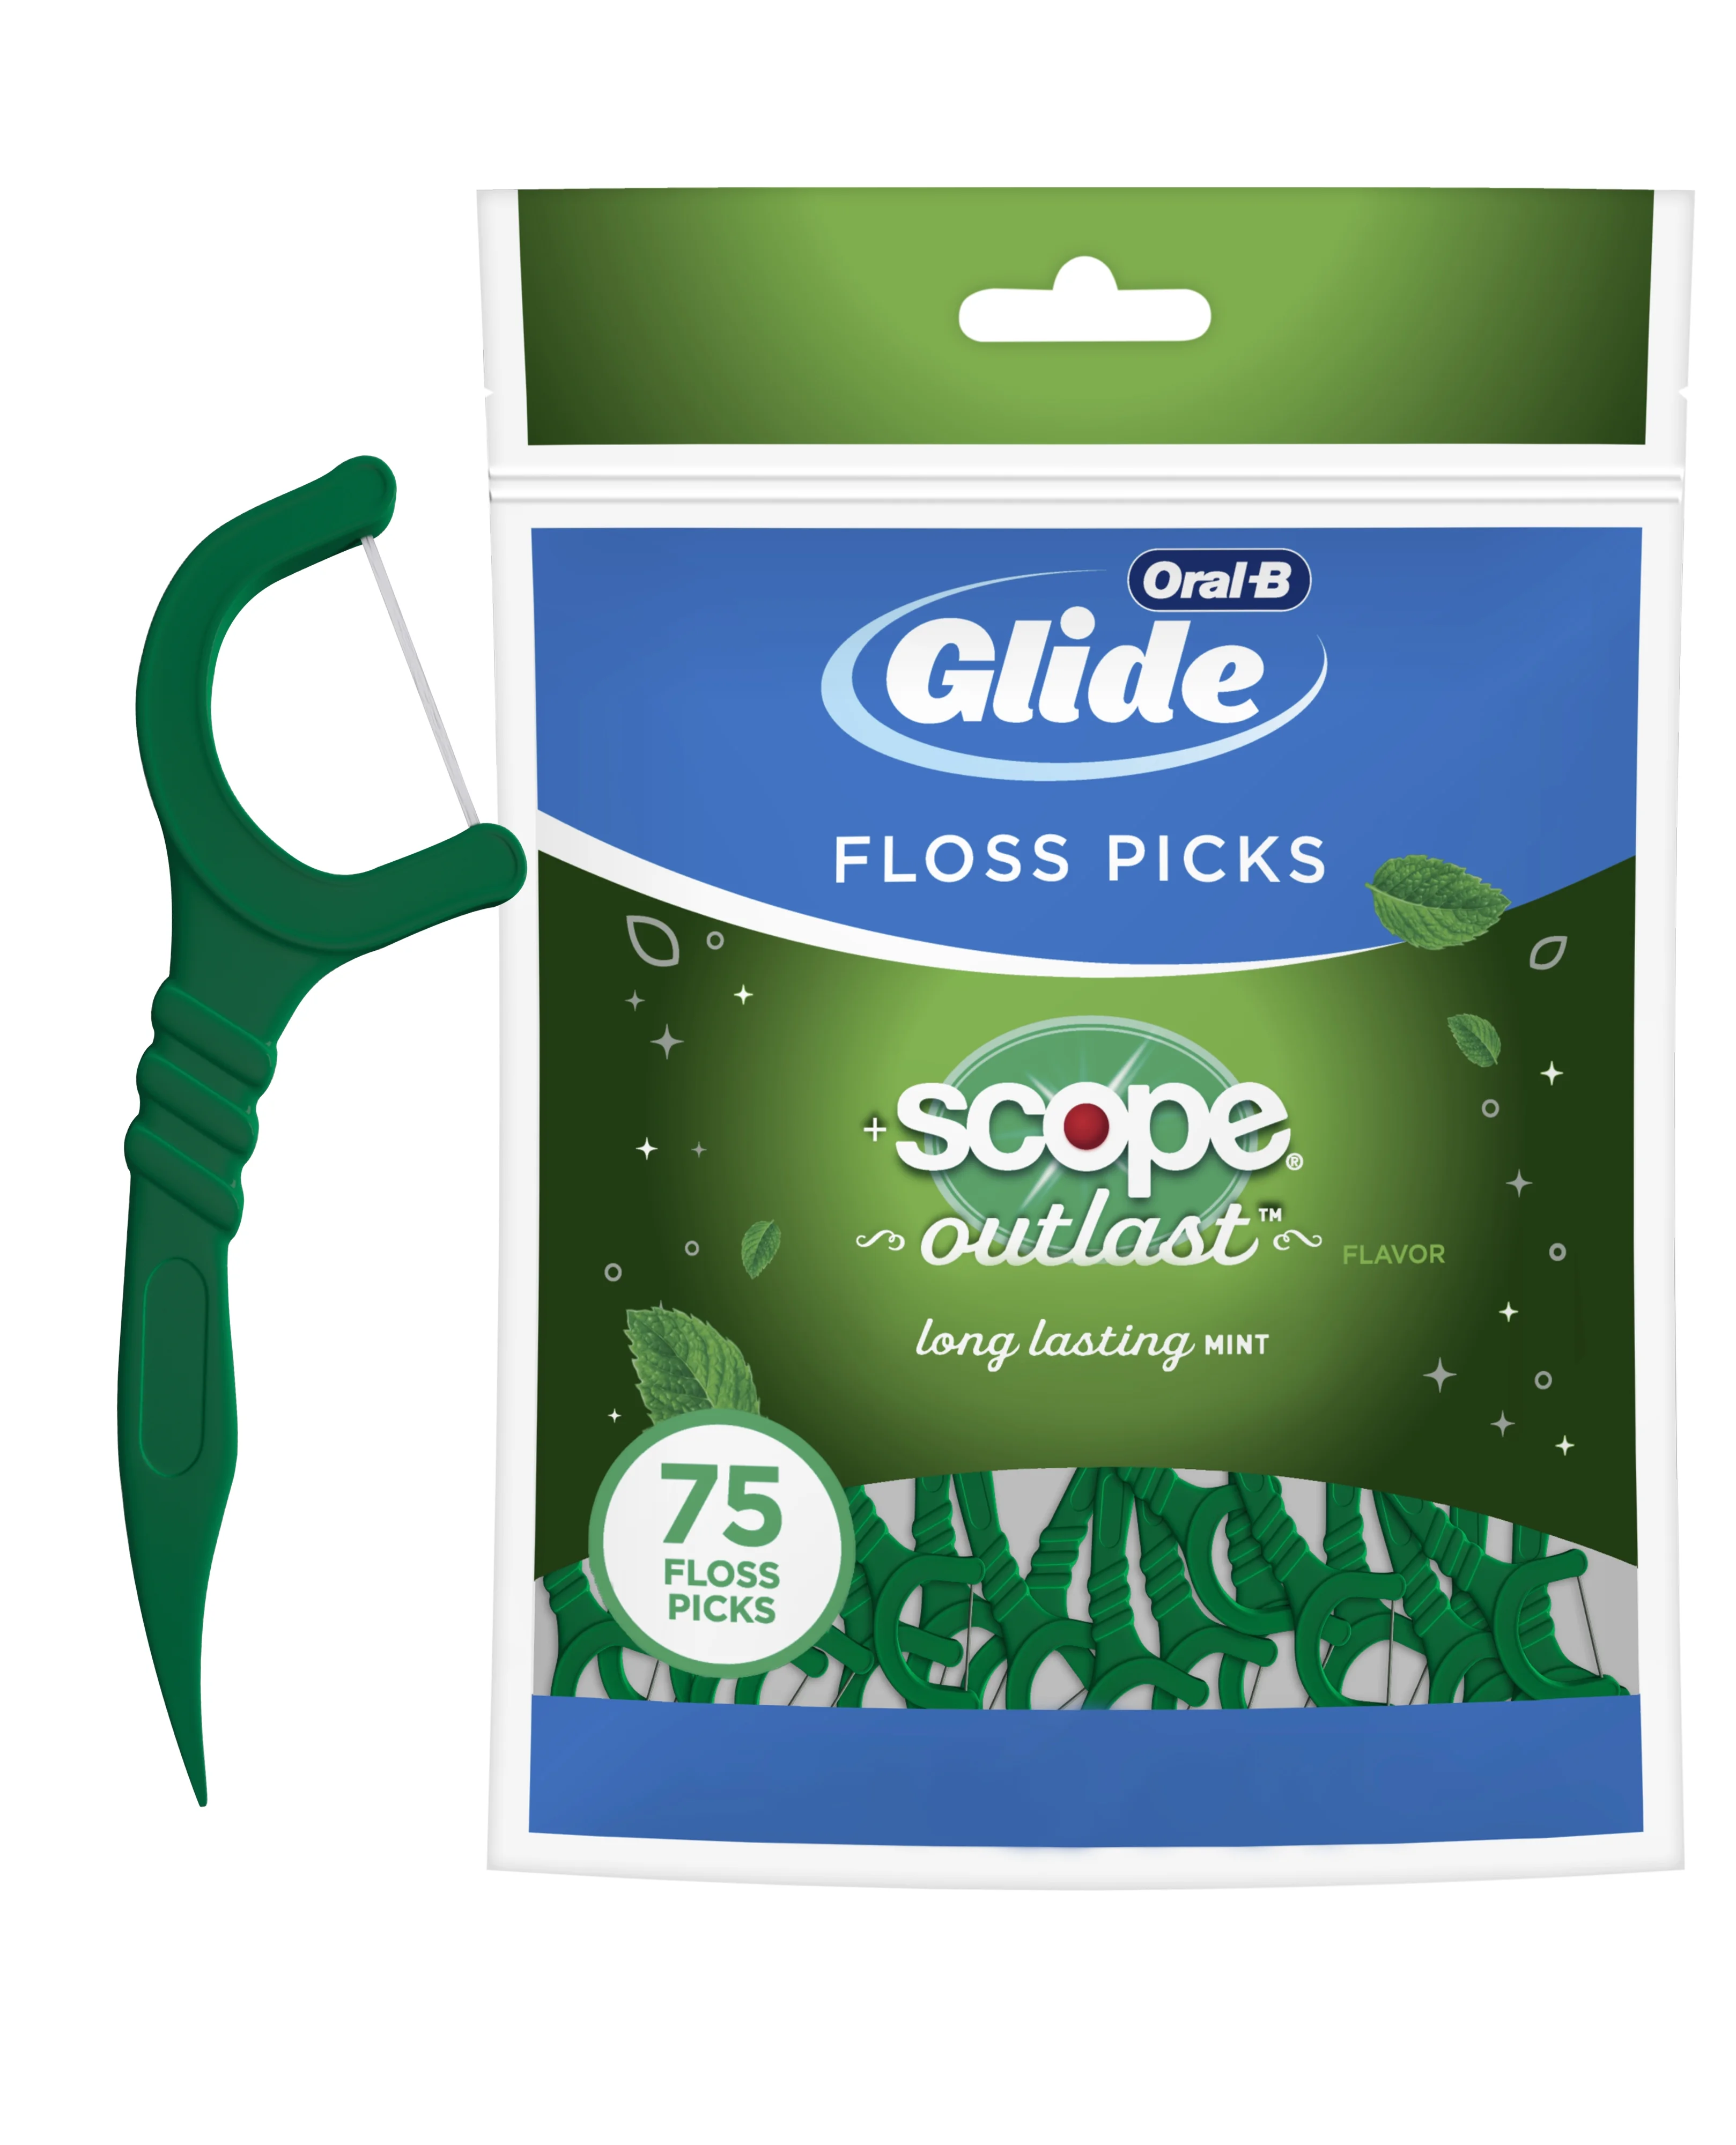 Oral-B
Glide
FLOSS PICKS
+scope®
outlast™ FLAVOR
long lasting MINT
75
FLOSS
PICKS